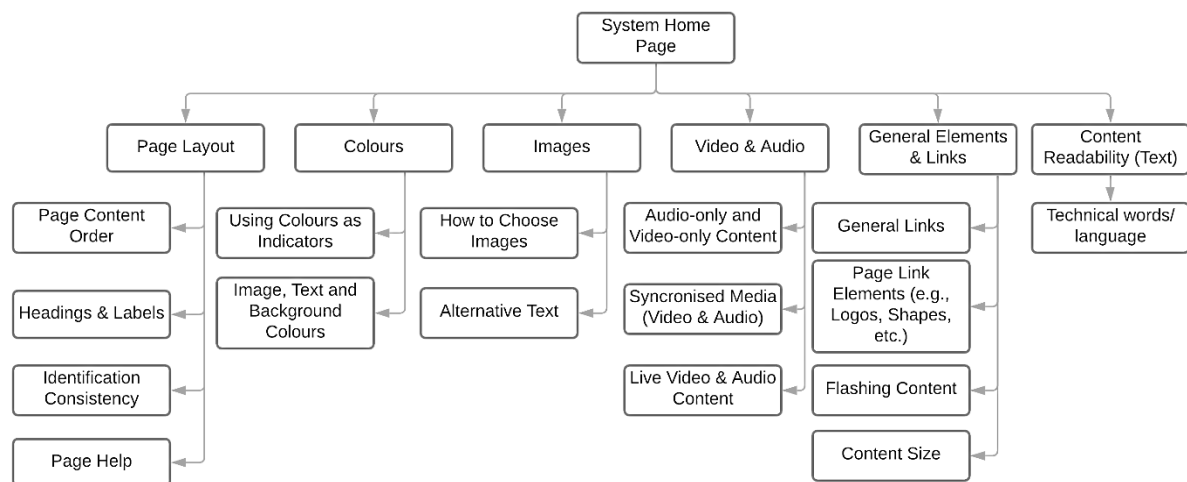 System Home
Page
Page Layout
Colours
Images
Video & Audio
General Elements
& Links
Content
Readability (Text)
Page Content
Order
Using Colours as
Indicators
How to Choose
Images
Audio-only and
Video-only Content
General Links
Technical words/
language
Headings & Labels
Image, Text and
Background
Colours
Alternative Text
Syncronised Media
(Video & Audio)
Page Link
Elements (e.g.,
Logos, Shapes,
etc.)
Identification
Consistency
Live Video & Audio
Content
Flashing Content
Page Help
Content Size